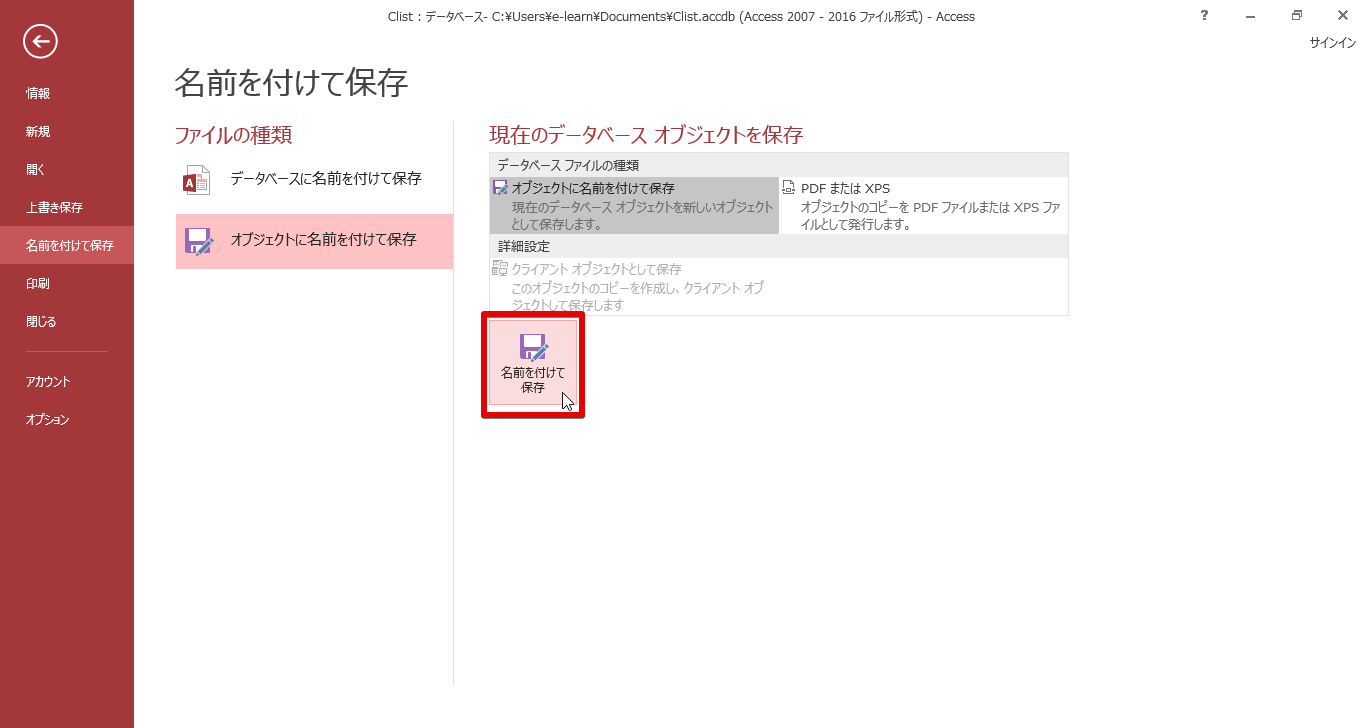 Clist : データベース- C:¥Users¥e-learn¥Documents¥Clist.accdb (Access 2007 - 2016 ファイル形式) - Access
?
サインイン
情報
新規
開く
上書き保存
名前を付けて保存
印刷
閉じる
アカウント
オプション
名前を付けて保存
ファイルの種類
データベースに名前を付けて保存
オブジェクトに名前を付けて保存
現在のデータベース オブジェクトを保存
データベース ファイルの種類
オブジェクトに名前を付けて保存
現在のデータベース オブジェクトを新しいオブジェクト
として保存します。
PDF または XPS
オブジェクトのコピーを PDF ファイルまたは XPS ファ
イルとして発行します。
詳細設定
クライアント オブジェクトとして保存
このオブジェクトのコピーを作成し、クライアント オブ
ジェクトして保存します
名前を付けて
保存